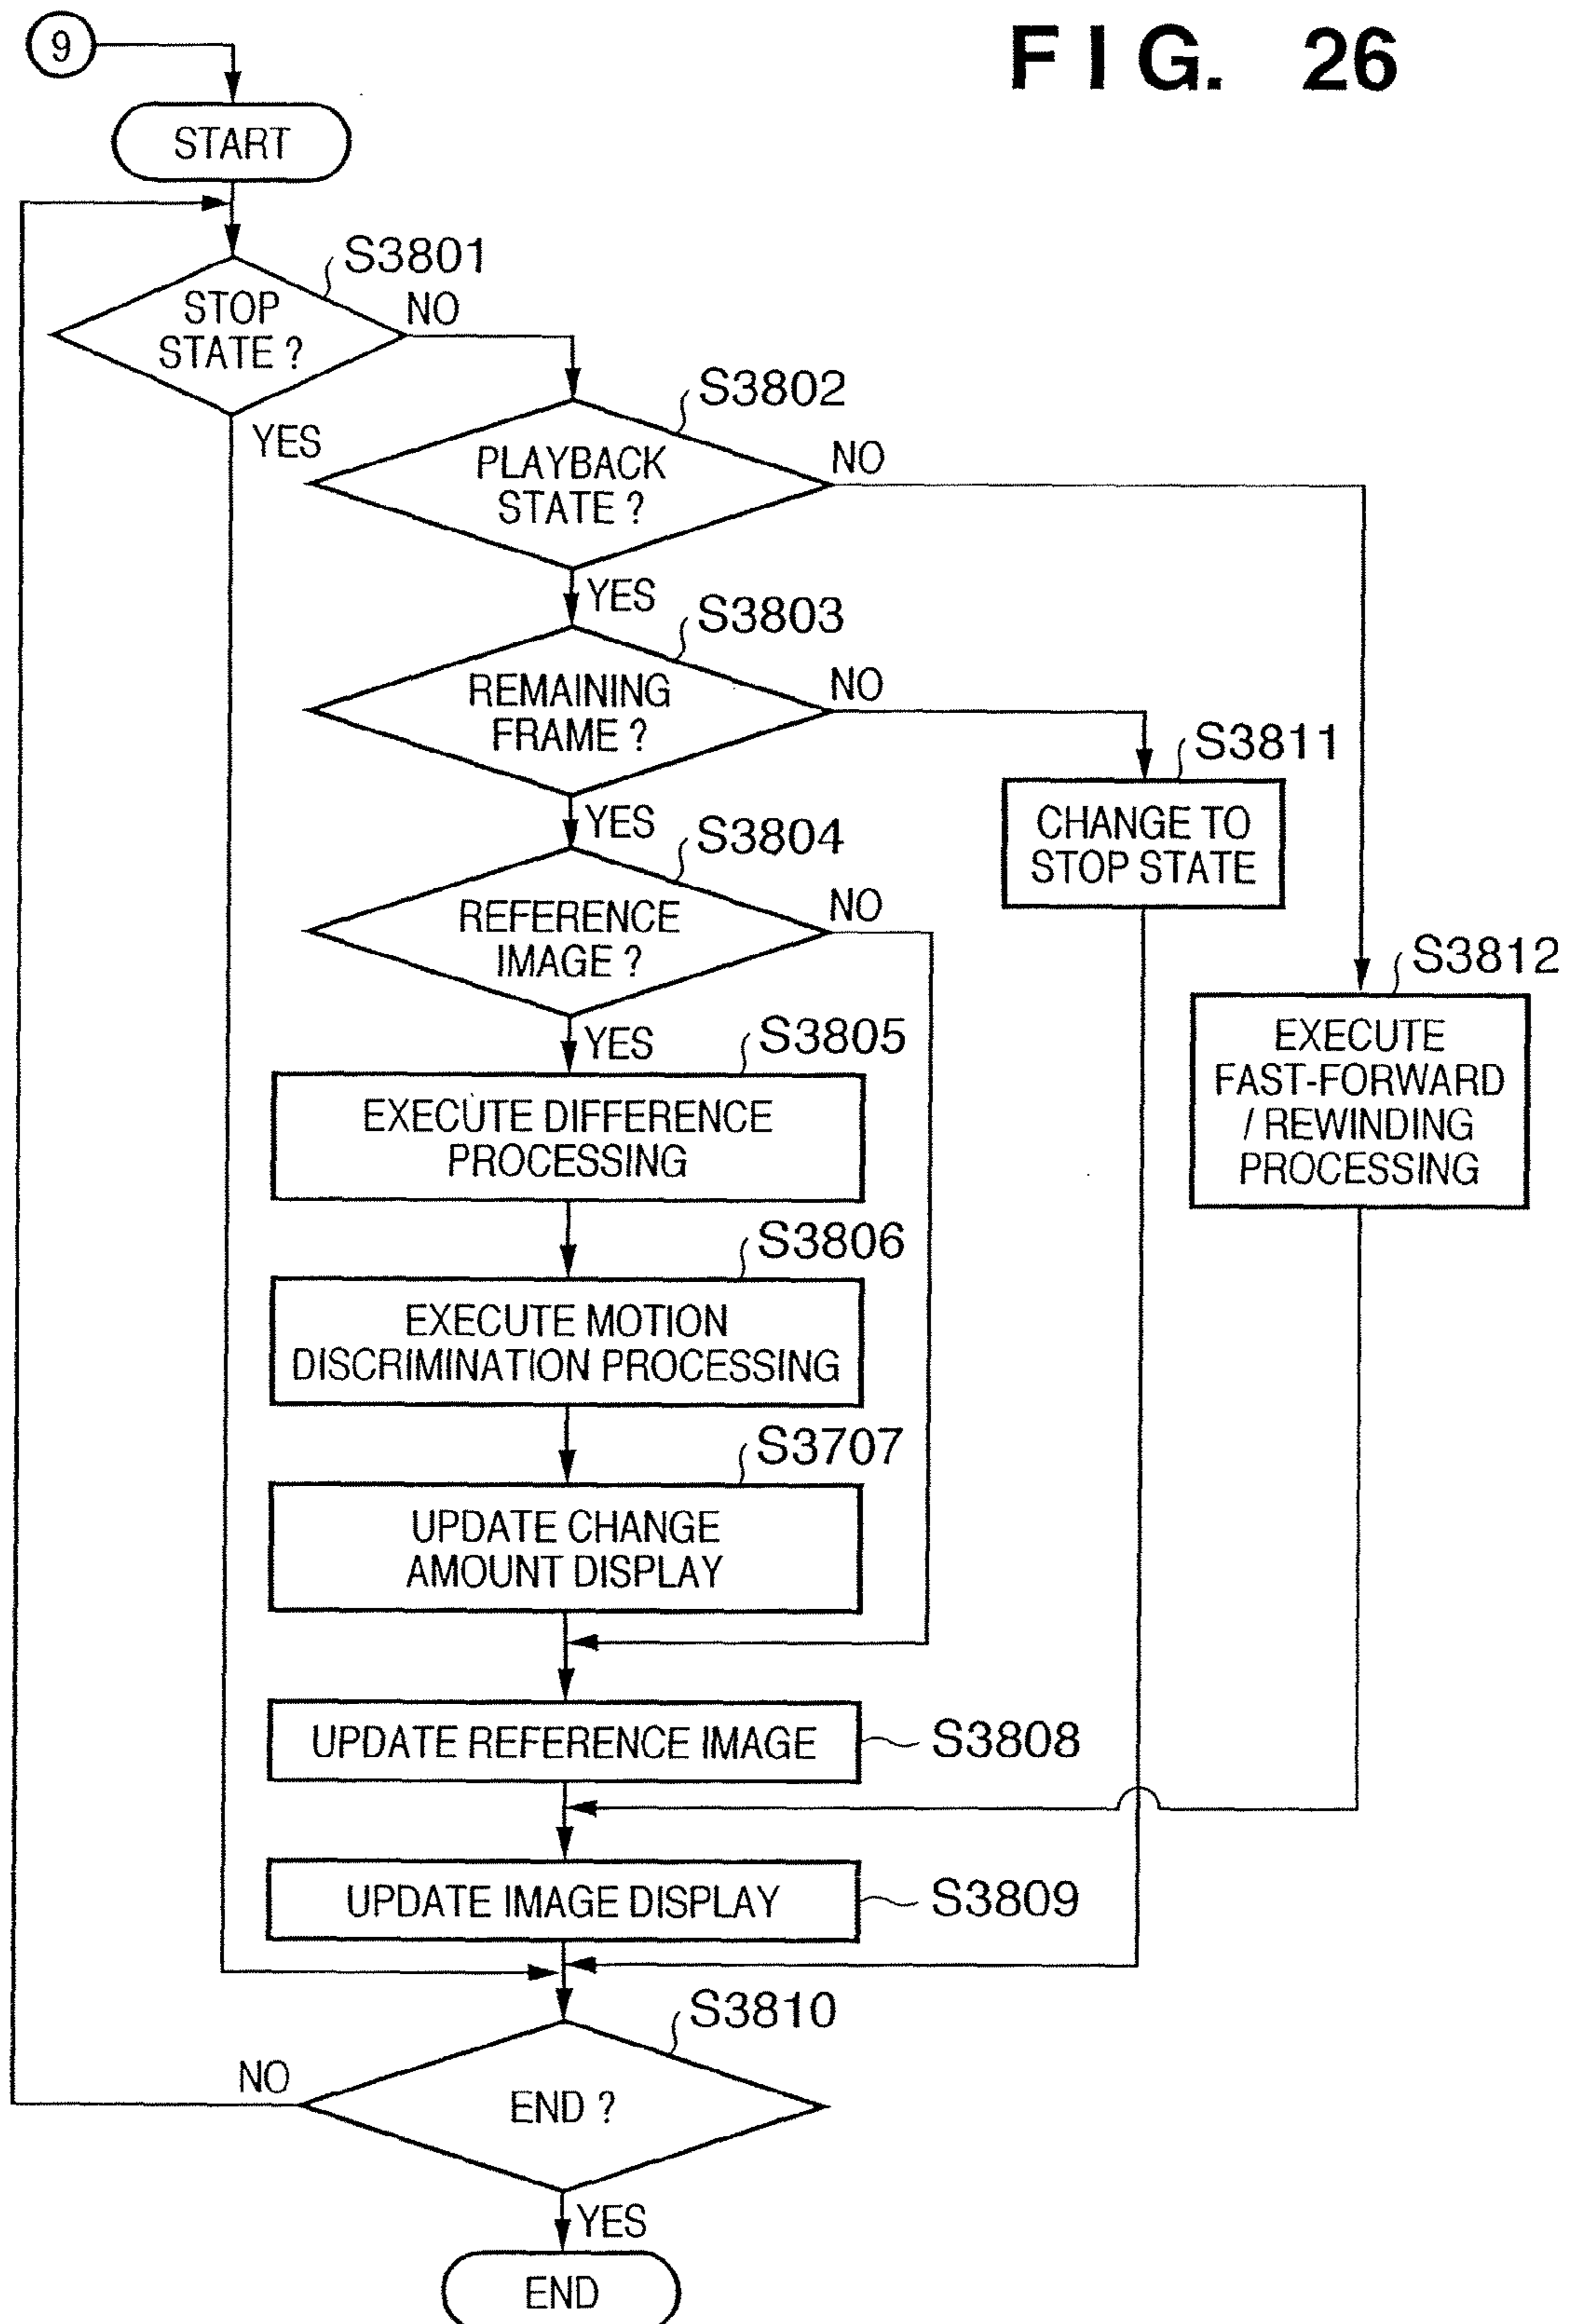 FIG. 26
9
START
S3801
STOP
STATE ?
NO
YES
S3802
PLAYBACK
STATE ?
NO
YES
S3803
REMAINING
FRAME ?
NO
YES
S3811
CHANGE TO
STOP STATE
S3804
REFERENCE
IMAGE ?
NO
YES
S3812
EXECUTE
FAST-FORWARD
/ REWINDING
PROCESSING
S3805
EXECUTE DIFFERENCE
PROCESSING
S3806
EXECUTE MOTION
DISCRIMINATION PROCESSING
S3707
UPDATE CHANGE
AMOUNT DISPLAY
UPDATE REFERENCE IMAGE
S3808
UPDATE IMAGE DISPLAY
S3809
S3810
END ?
NO
YES
END